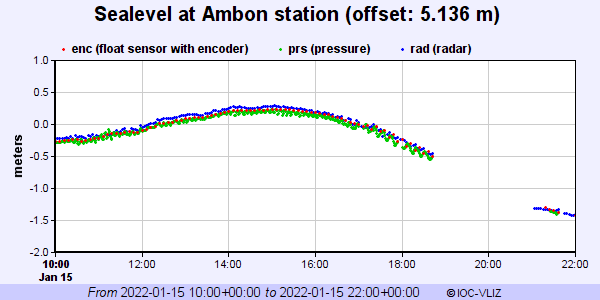 Sealevel at Ambon station (offset: 5.136 m)
enc (float sensor with encoder) prs (pressure) rad (radar)
1.0
0.5
0.0
-0.5
-1.0
-1.5
-2.0
meters
10:00 12:00 14:00 16:00 18:00 20:00 22:00
Jan 15
From 2022-01-15 10:00+00:00 to 2022-01-15 22:00+00:00 © IOC-VLIZ